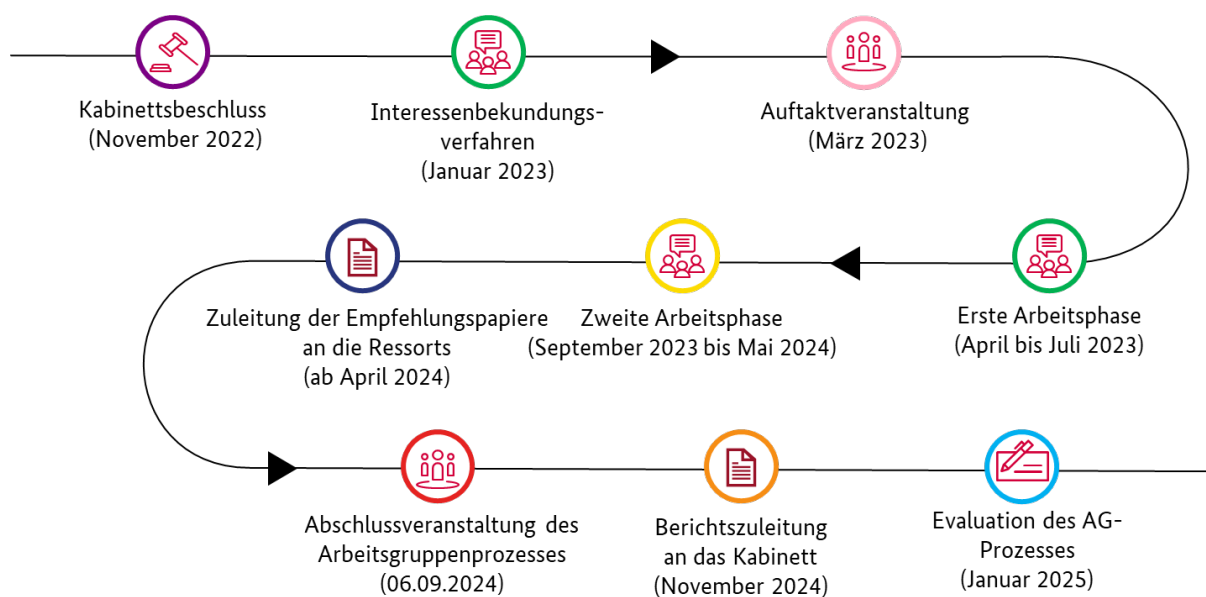 Kabinettsbeschluss
(November 2022)
Interessenbekundungs-
verfahren
(Januar 2023)
Auftaktveranstaltung
(März 2023)
Erste Arbeitsphase
(April bis Juli 2023)
Zweite Arbeitsphase
(September 2023 bis Mai 2024)
Zuleitung der Empfehlungspapiere
an die Ressorts
(ab April 2024)
Abschlussveranstaltung des
Arbeitsgruppenprozesses
(06.09.2024)
Berichtszuleitung
an das Kabinett
(November 2024)
Evaluation des AG-
Prozesses
(Januar 2025)